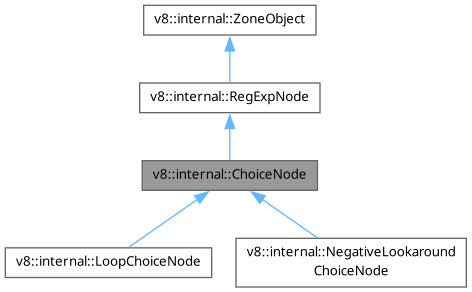 v8::internal::ZoneObject
v8::internal::RegExpNode
v8::internal::ChoiceNode
v8::internal::LoopChoiceNode
v8::internal::NegativeLookaround
ChoiceNode